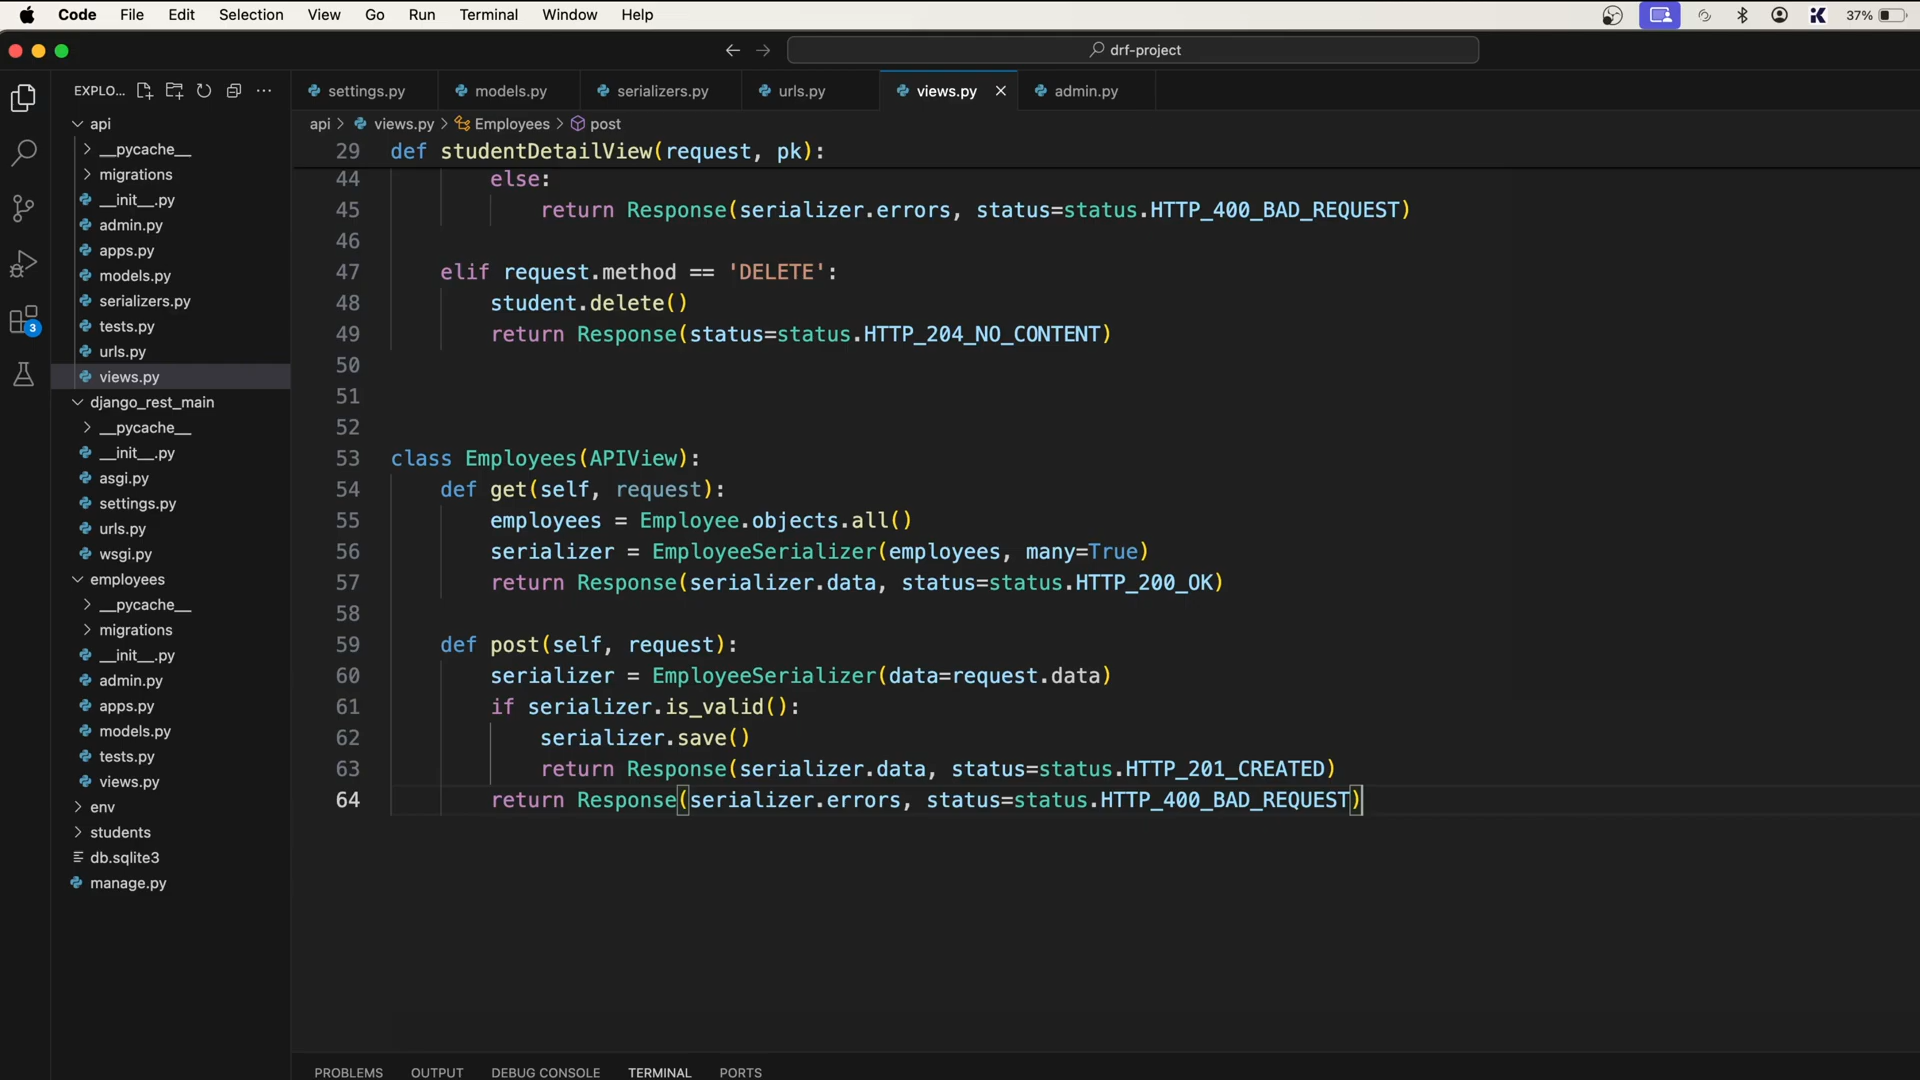 Code File Edit Selection View Go Run Terminal Window Help 37%
drf-project
EXPLO...
settings.py models.py serializers.py urls.py views.py admin.py
api > views.py > Employees > post
api
__pycache__
migrations
__init__.py
admin.py
apps.py
models.py
serializers.py
tests.py
urls.py
views.py
django_rest_main
__pycache__
__init__.py
asgi.py
settings.py
urls.py
wsgi.py
employees
__pycache__
migrations
__init__.py
admin.py
apps.py
models.py
tests.py
views.py
env
students
db.sqlite3
manage.py
3
29 def studentDetailView(request, pk):
44 else:
45 return Response(serializer.errors, status=status.HTTP_400_BAD_REQUEST)
46
47 elif request.method == 'DELETE':
48 student.delete()
49 return Response(status=status.HTTP_204_NO_CONTENT)
50
51
52
53 class Employees(APIView):
54 def get(self, request):
55 employees = Employee.objects.all()
56 serializer = EmployeeSerializer(employees, many=True)
57 return Response(serializer.data, status=status.HTTP_200_OK)
58
59 def post(self, request):
60 serializer = EmployeeSerializer(data=request.data)
61 if serializer.is_valid():
62 serializer.save()
63 return Response(serializer.data, status=status.HTTP_201_CREATED)
64 return Response(serializer.errors, status=status.HTTP_400_BAD_REQUEST)
PROBLEMS OUTPUT DEBUG CONSOLE TERMINAL PORTS